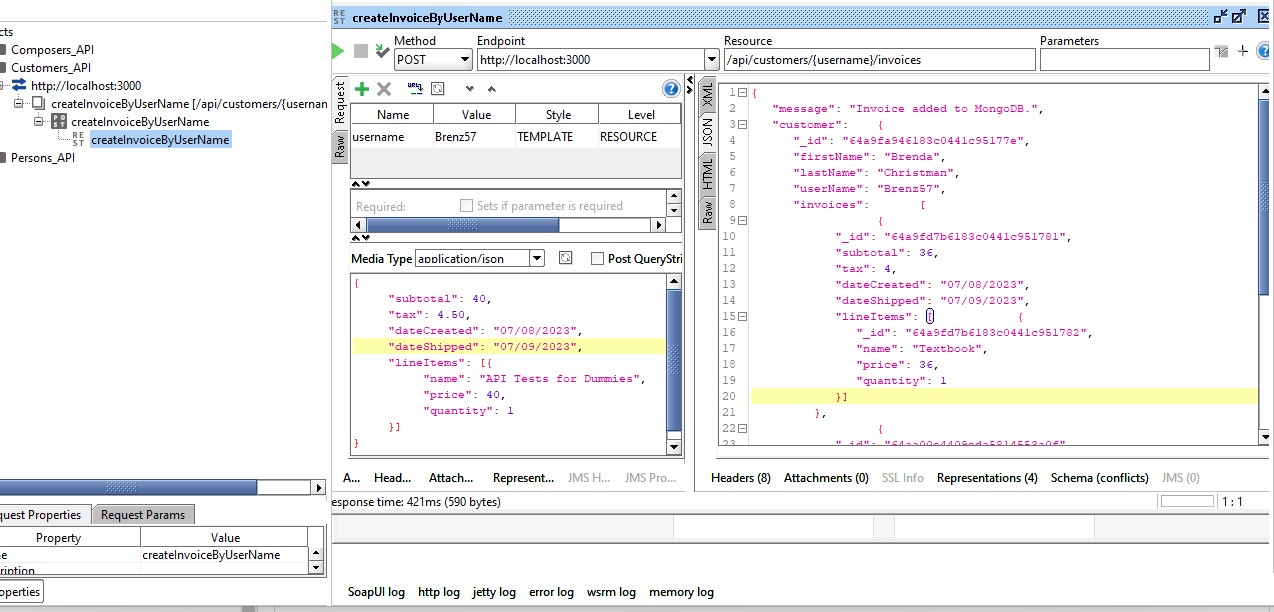 REST createInvoiceByUserName
cts
Composers_API
Customers_API
http://localhost:3000
createInvoiceByUserName [/api/customers/{usernan
createInvoiceByUserName
REST createInvoiceByUserName
Persons_API
Method Endpoint Resource Parameters
POST http://localhost:3000 /api/customers/{username}/invoices
Request
Raw
Name Value Style Level
username Brenz57 TEMPLATE RESOURCE
Required: Sets if parameter is required
Media Type application/json Post QueryStri
{
"subtotal": 40,
"tax": 4.50,
"dateCreated": "07/08/2023",
"dateShipped": "07/09/2023",
"lineItems": [{
"name": "API Tests for Dummies",
"price": 40,
"quantity": 1
}]
}
A... Head... Attach... Represent... JMS H... JMS Pro...
XML
JSON
HTML
Raw
1 {
2 "message": "Invoice added to MongoDB.",
3 "customer": {
4 "_id": "64a9fa946183c0441c95177e",
5 "firstName": "Brenda",
6 "lastName": "Christman",
7 "userName": "Brenz57",
8 "invoices": [
9 {
10 "_id": "64a9fd7b6183c0441c951781",
11 "subtotal": 36,
12 "tax": 4,
13 "dateCreated": "07/08/2023",
14 "dateShipped": "07/09/2023",
15 "lineItems": [ {
16 "_id": "64a9fd7b6183c0441c951782",
17 "name": "Textbook",
18 "price": 36,
19 "quantity": 1
20 }]
21 },
22 {
23
Headers (8) Attachments (0) SSL Info Representations (4) Schema (conflicts) JMS (0)
esponse time: 421ms (590 bytes) 1 : 1
quest Properties Request Params
Property Value
e createInvoiceByUserName
ription
operties
SoapUI log http log jetty log error log wsrm log memory log